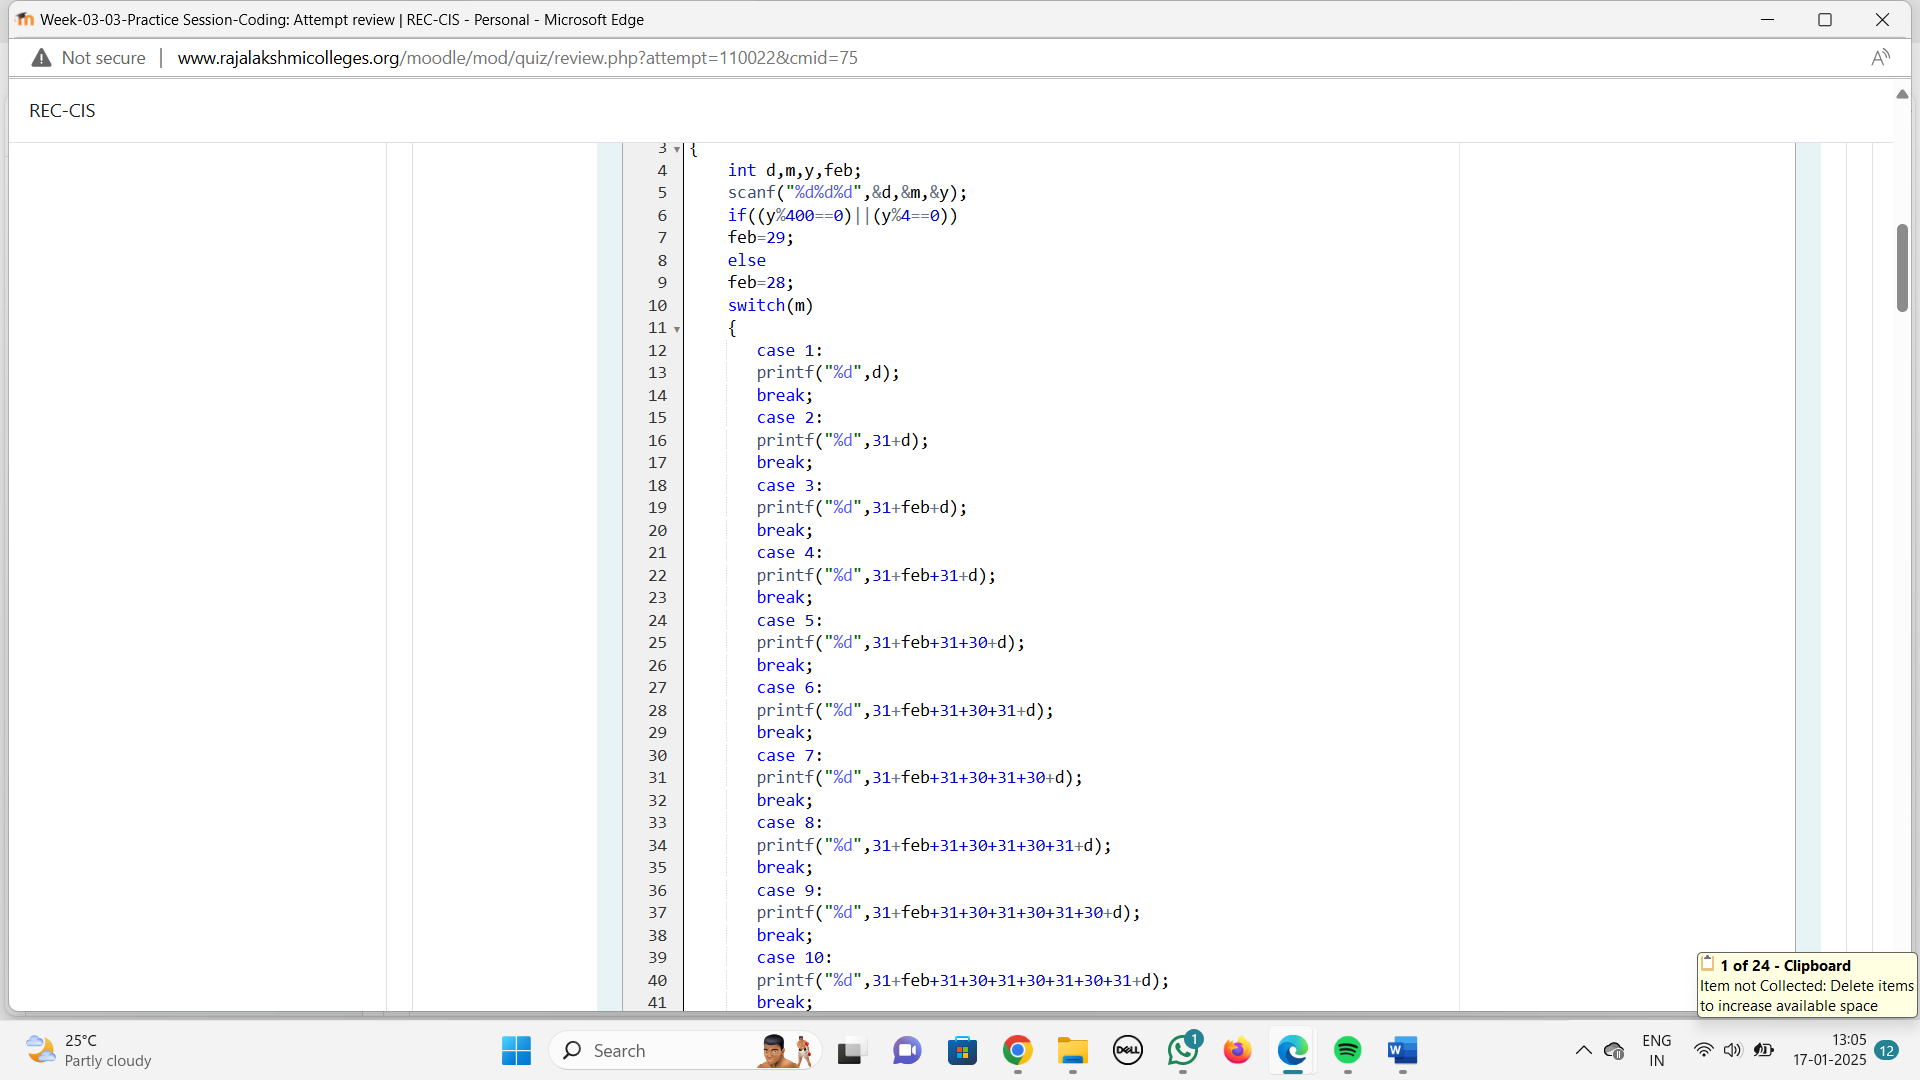 Week-03-03-Practice Session-Coding: Attempt review | REC-CIS - Personal - Microsoft Edge
Not secure | www.rajalakshmicolleges.org/moodle/mod/quiz/review.php?attempt=110022&cmid=75
REC-CIS
3 {
4 int d,m,y,feb;
5 scanf("%d%d%d",&d,&m,&y);
6 if((y%400==0)||(y%4==0))
7 feb=29;
8 else
9 feb=28;
10 switch(m)
11 {
12 case 1:
13 printf("%d",d);
14 break;
15 case 2:
16 printf("%d",31+d);
17 break;
18 case 3:
19 printf("%d",31+feb+d);
20 break;
21 case 4:
22 printf("%d",31+feb+31+d);
23 break;
24 case 5:
25 printf("%d",31+feb+31+30+d);
26 break;
27 case 6:
28 printf("%d",31+feb+31+30+31+d);
29 break;
30 case 7:
31 printf("%d",31+feb+31+30+31+30+d);
32 break;
33 case 8:
34 printf("%d",31+feb+31+30+31+30+31+d);
35 break;
36 case 9:
37 printf("%d",31+feb+31+30+31+30+31+30+d);
38 break;
39 case 10:
40 printf("%d",31+feb+31+30+31+30+31+30+31+d);
41 break;
1 of 24 - Clipboard
Item not Collected: Delete items
to increase available space
25°C
Partly cloudy
Search
DELL
1
ENG
IN
13:05
17-01-2025
12